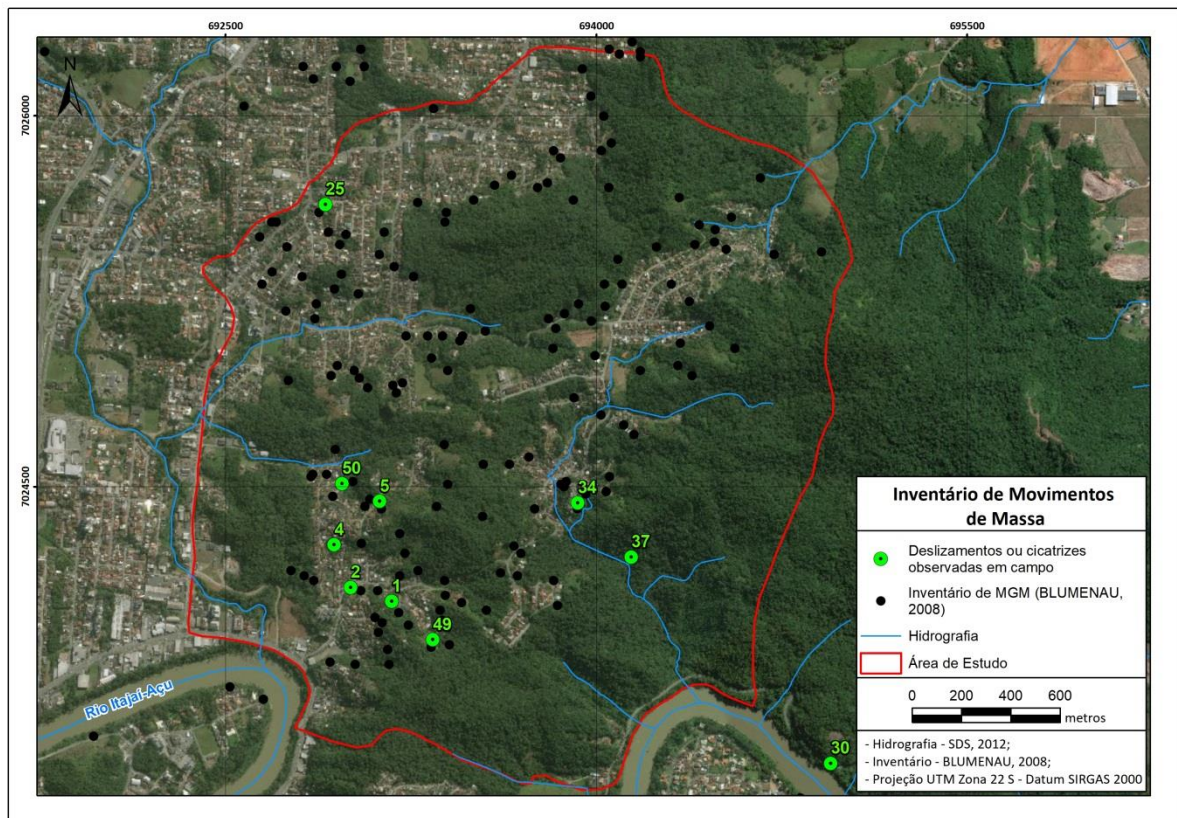 692500
694000
695500
N
7026000
25
7024500
50
5
34
4
37
2
1
49
30
Rio Itajaí-Açu
Inventário de Movimentos
de Massa
Deslizamentos ou cicatrizes
observadas em campo
Inventário de MGM (BLUMENAU,
2008)
Hidrografia
Área de Estudo
0 200 400 600
metros
- Hidrografia - SDS, 2012;
- Inventário - BLUMENAU, 2008;
- Projeção UTM Zona 22 S - Datum SIRGAS 2000